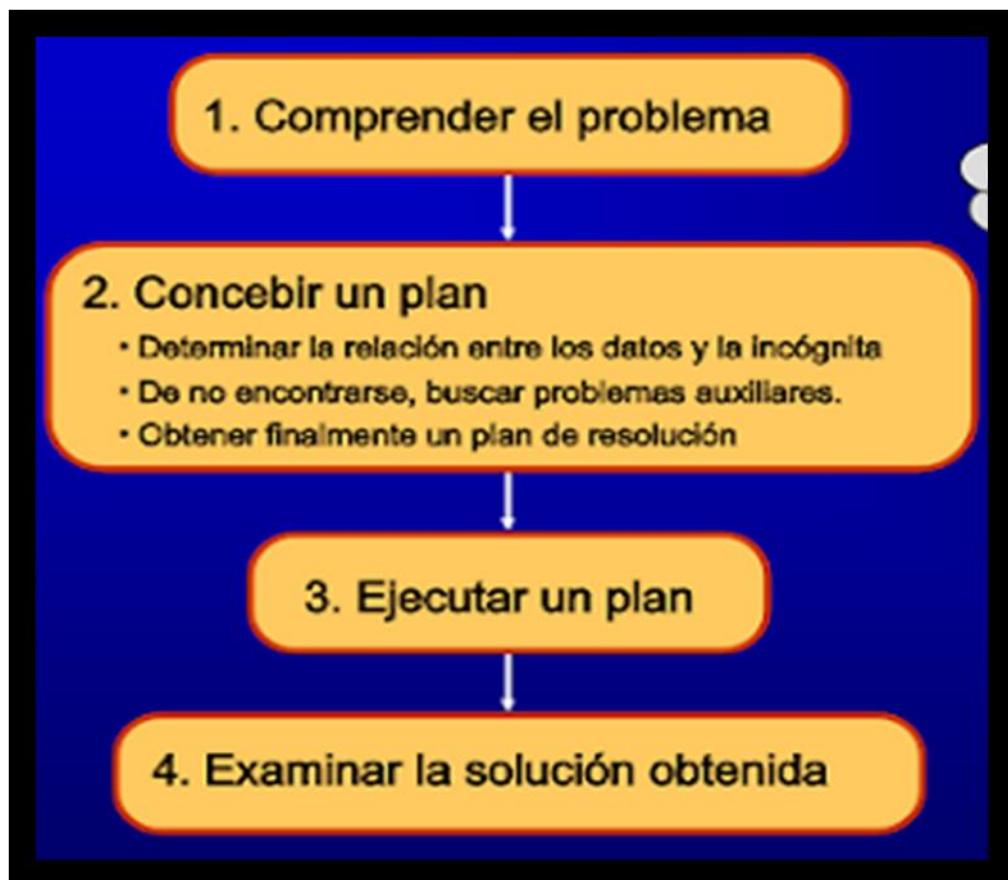 1. Comprender el problema
2. Concebir un plan
• Determinar la relación entre los datos y la incógnita
• De no encontrarse, buscar problemas auxiliares.
• Obtener finalmente un plan de resolución
3. Ejecutar un plan
4. Examinar la solución obtenida